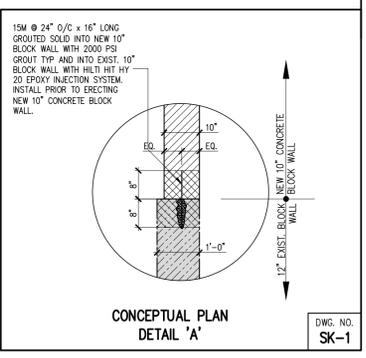 15M @ 24" O/C x 16" LONG
GROUTED SOLID INTO NEW 10"
BLOCK WALL WITH 2000 PSI
GROUT TYP AND INTO EXIST. 10"
BLOCK WALL WITH HILTI HIT HY
20 EPOXY INJECTION SYSTEM.
INSTALL PRIOR TO ERECTING
NEW 10" CONCRETE BLOCK
WALL.
10"
EQ.
EQ.
8"
8"
1'-0"
NEW 10" CONCRETE
BLOCK WALL
12" EXIST. BLOCK
WALL
CONCEPTUAL PLAN
DETAIL 'A'
DWG. NO.
SK-1